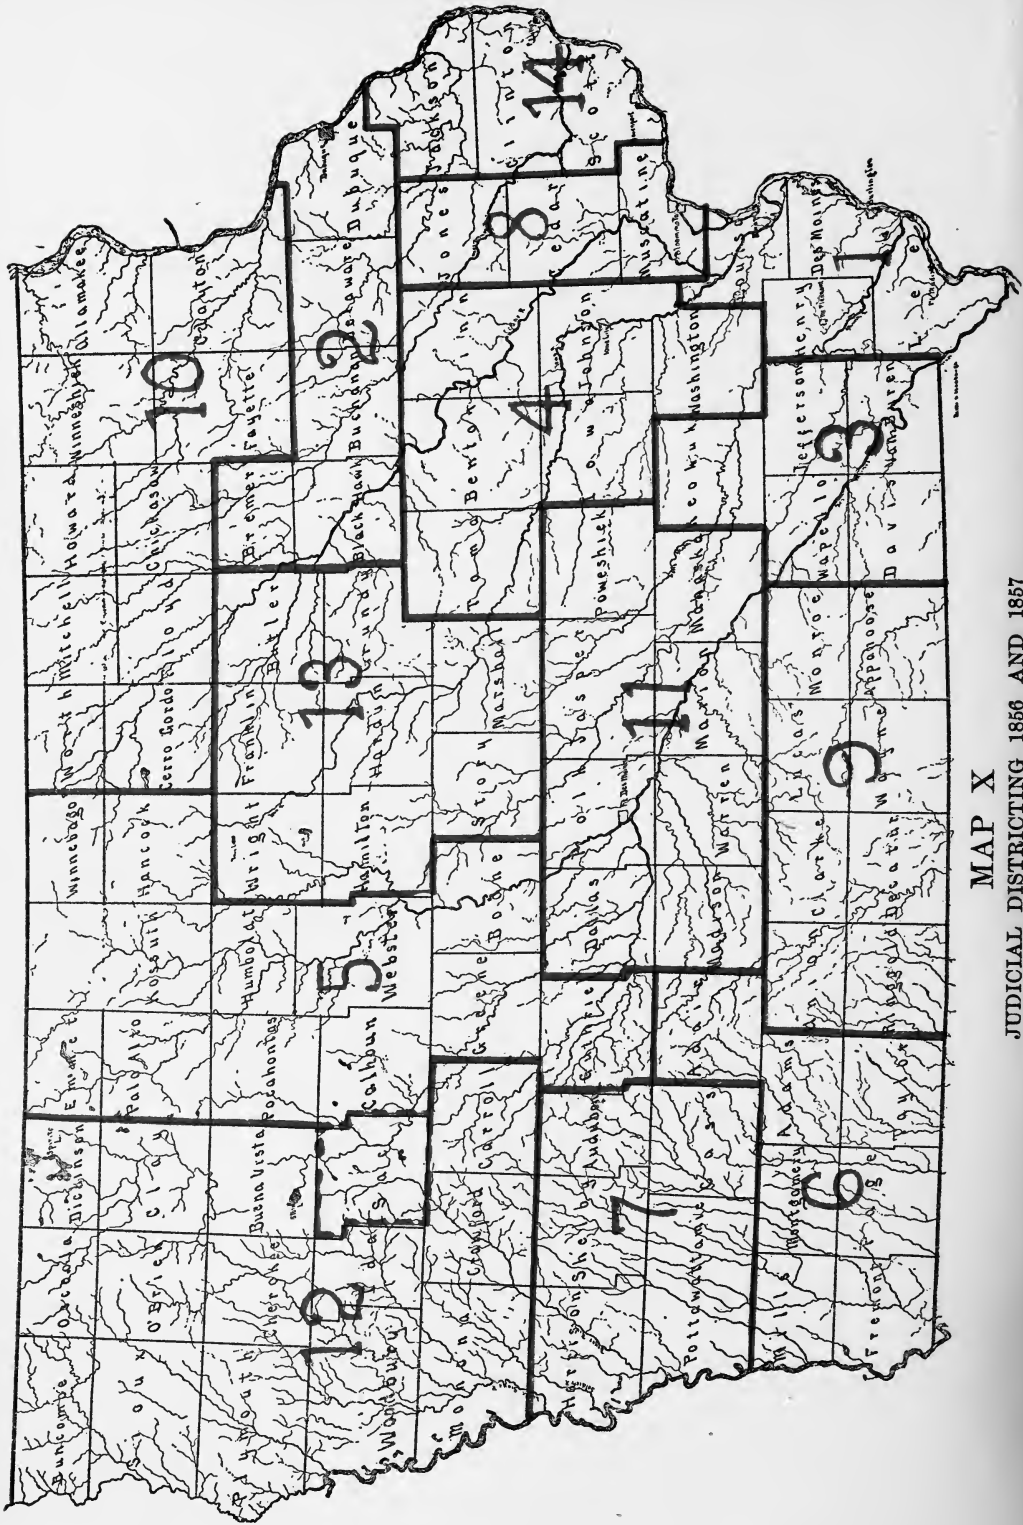 Buncombe
Osceola
Dickinson
Emmet
Winnebago
Worth
Mitchell
Howard
Winneshiek
Allamakee
Sioux
O'Brien
Clay
Palo Alto
Kossuth
Hancock
Cerro Gordo
Floyd
Chickasaw
10
Clayton
Plymouth
Cherokee
Buena Vista
Pocahontas
Humboldt
Wright
Franklin
Butler
Bremer
Fayette
12
5
13
2
Woodbury
Ida
Sac
Calhoun
Webster
Hamilton
Hardin
Grundy
Black Hawk
Buchanan
Delaware
Dubuque
Monona
Crawford
Carroll
Greene
Boone
Story
Marshall
Tama
Benton
Linn
Jones
Jackson
4
8
14
Cedar
Clinton
Scott
Harrison
Shelby
Audubon
Guthrie
Dallas
Polk
Jasper
Poweshiek
Iowa
Johnson
Muscatine
7
11
Pottawattamie
Cass
Adair
Madison
Warren
Marion
Mahaska
Keokuk
Washington
Louisa
Mills
Montgomery
Adams
Union
Clarke
Lucas
Monroe
Wapello
Jefferson
Henry
Des Moines
6
9
3
1
Fremont
Page
Taylor
Ringgold
Decatur
Wayne
Appanoose
Davis
Van Buren
Lee
MAP X
JUDICIAL DISTRICTING 1856 AND 1857